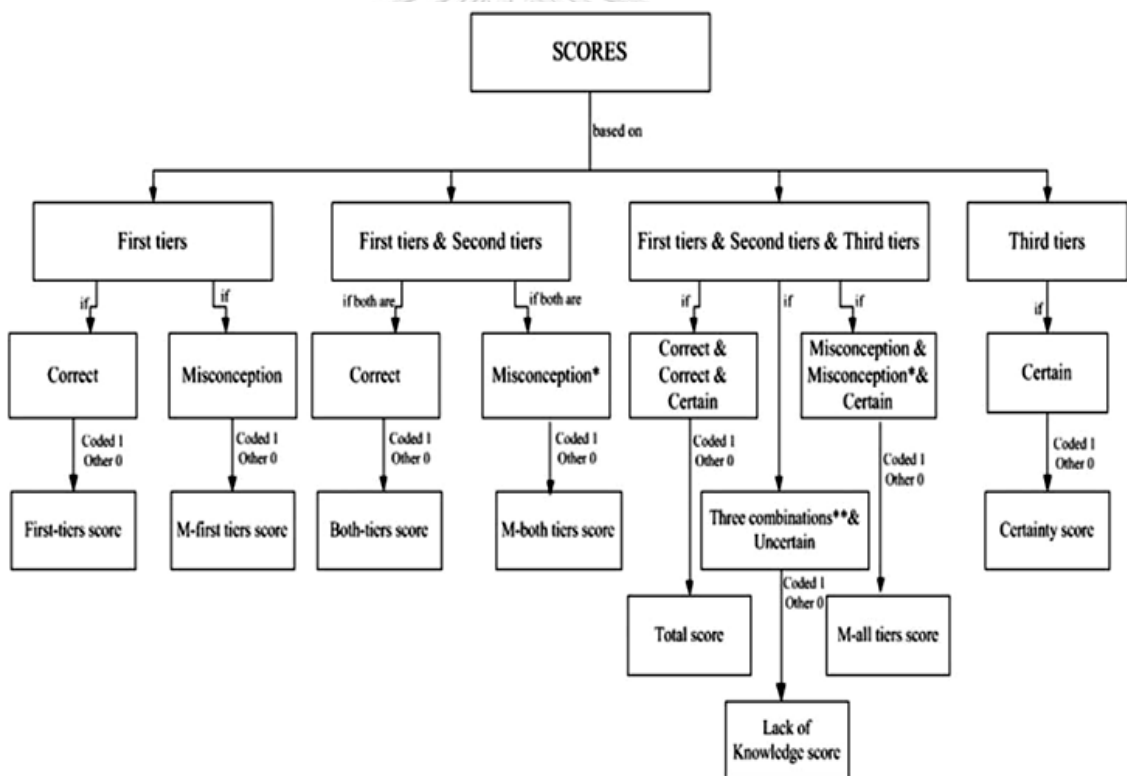 SCORES
based on
First tiers
First tiers & Second tiers
First tiers & Second tiers & Third tiers
Third tiers
if
if
if both are
if both are
if
if
if
if
Correct
Misconception
Correct
Misconception*
Correct &
Correct &
Certain
Misconception &
Misconception*&
Certain
Certain
Coded 1
Other 0
Coded 1
Other 0
Coded 1
Other 0
Coded 1
Other 0
Coded 1
Other 0
Coded 1
Other 0
Coded 1
Other 0
First-tiers score
M-first tiers score
Both-tiers score
M-both tiers score
Three combinations**&
Uncertain
Certainty score
Coded 1
Other 0
Total score
M-all tiers score
Lack of
Knowledge score